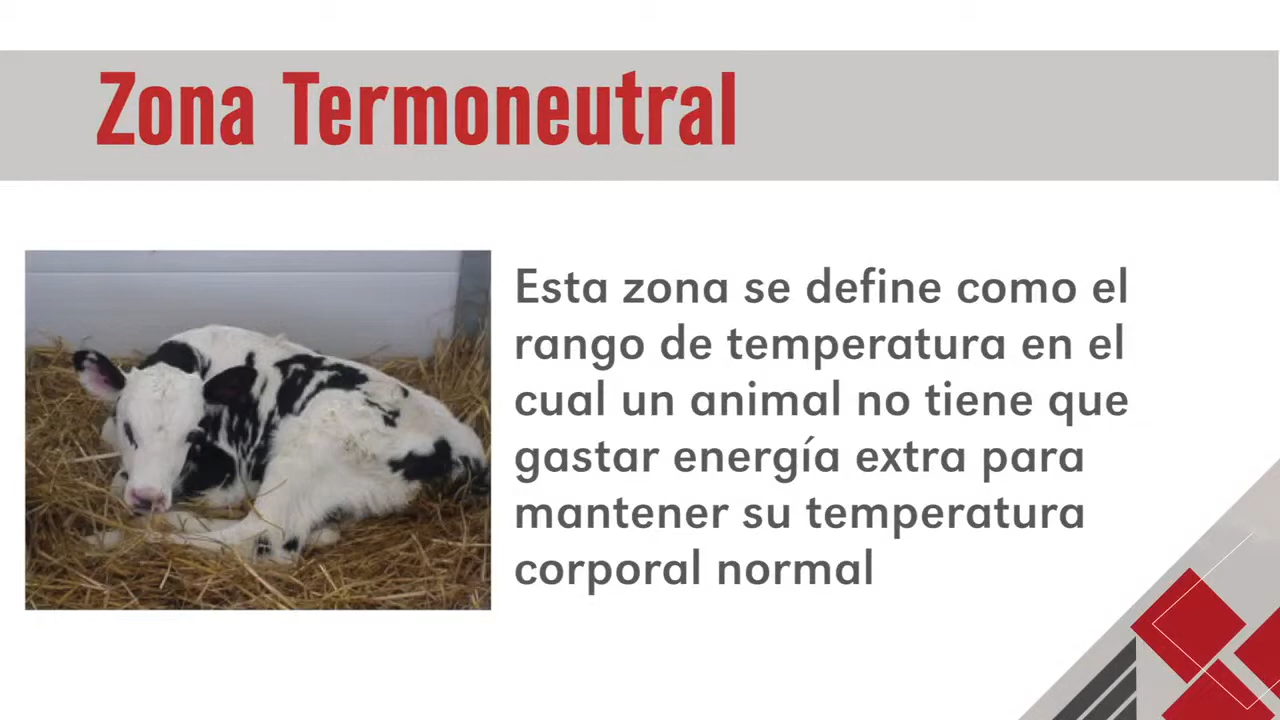 Zona Termoneutral
Esta zona se define como el
rango de temperatura en el
cual un animal no tiene que
gastar energía extra para
mantener su temperatura
corporal normal